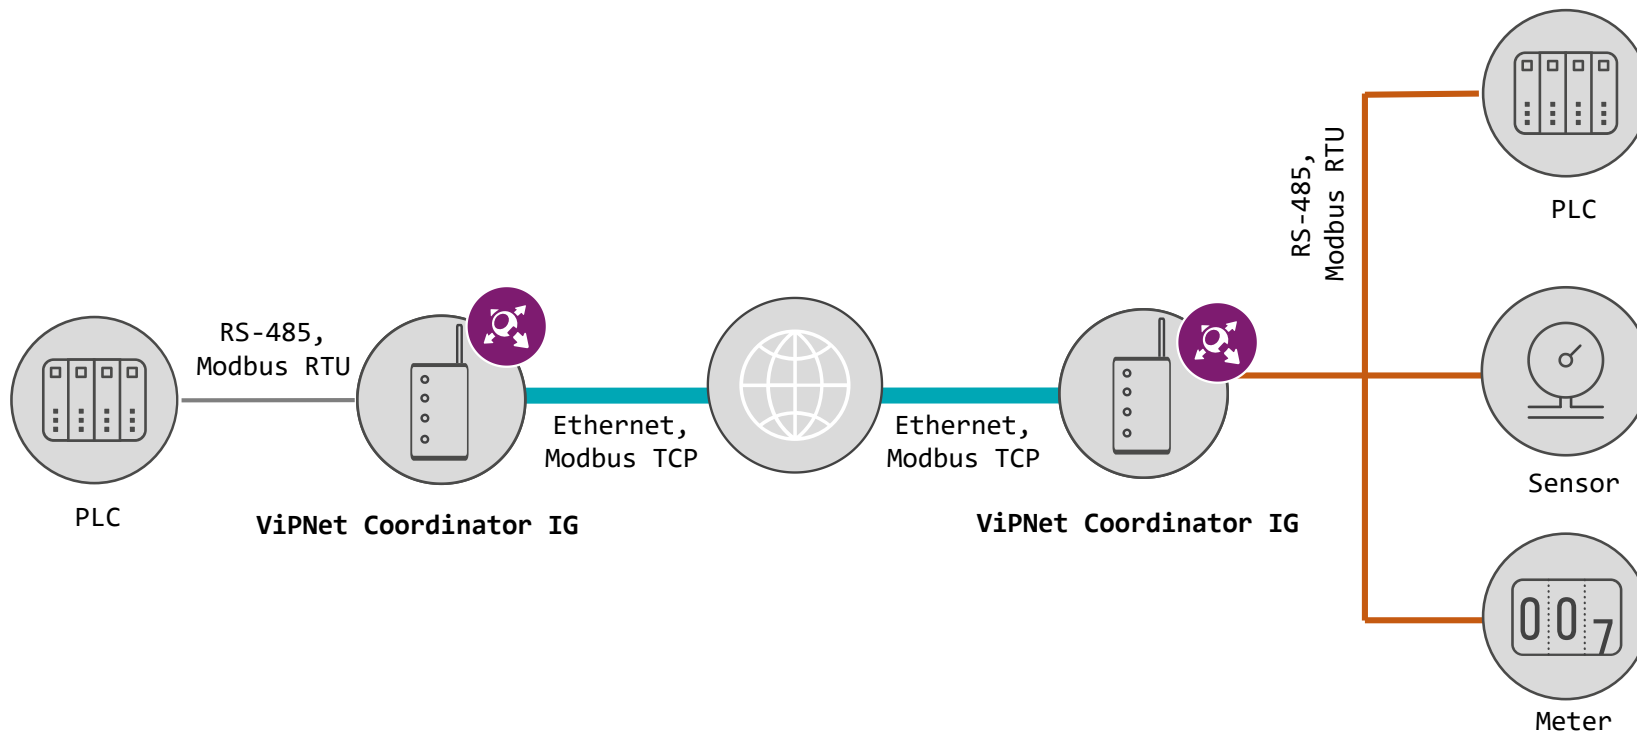 RS-485,
Modbus RTU
PLC
ViPNet Coordinator IG
Ethernet,
Modbus TCP
Ethernet,
Modbus TCP
ViPNet Coordinator IG
RS-485,
Modbus RTU
PLC
Sensor
007
Meter